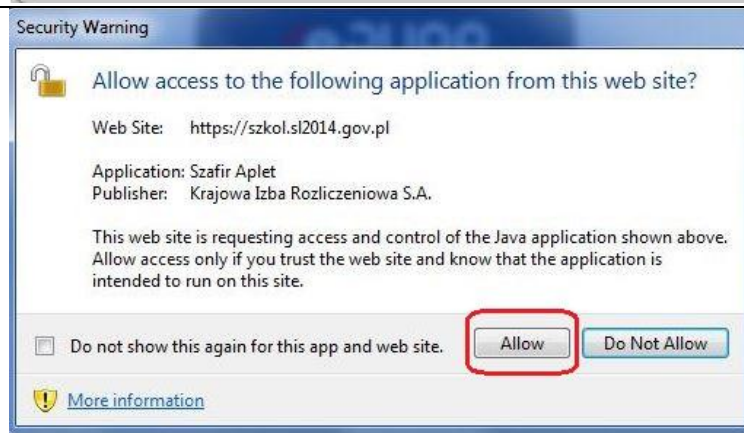 Security Warning
Allow access to the following application from this web site?
Web Site: https://szkol.sl2014.gov.pl
Application: Szafir Aplet
Publisher: Krajowa Izba Rozliczeniowa S.A.
This web site is requesting access and control of the Java application shown above.
Allow access only if you trust the web site and know that the application is
intended to run on this site.
Do not show this again for this app and web site. Allow Do Not Allow
More information